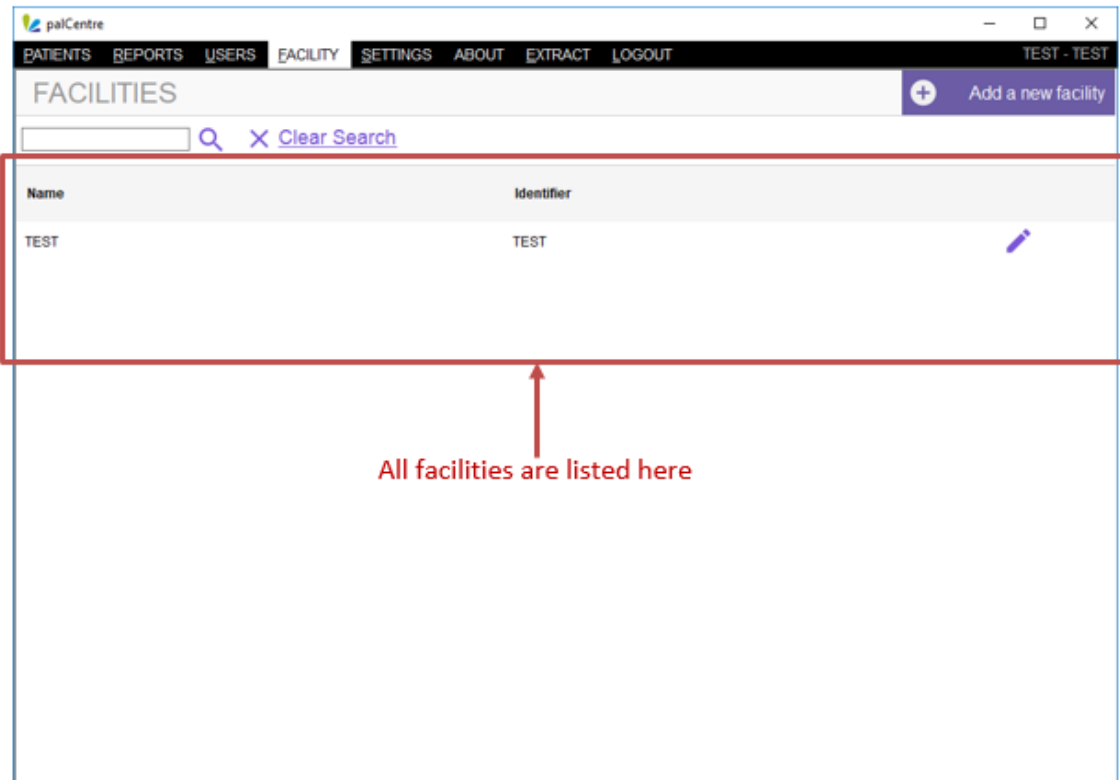 palCentre
PATIENTS REPORTS USERS FACILITY SETTINGS ABOUT EXTRACT LOGOUT TEST - TEST
FACILITIES Add a new facility
Clear Search
Name Identifier
TEST TEST
All facilities are listed here